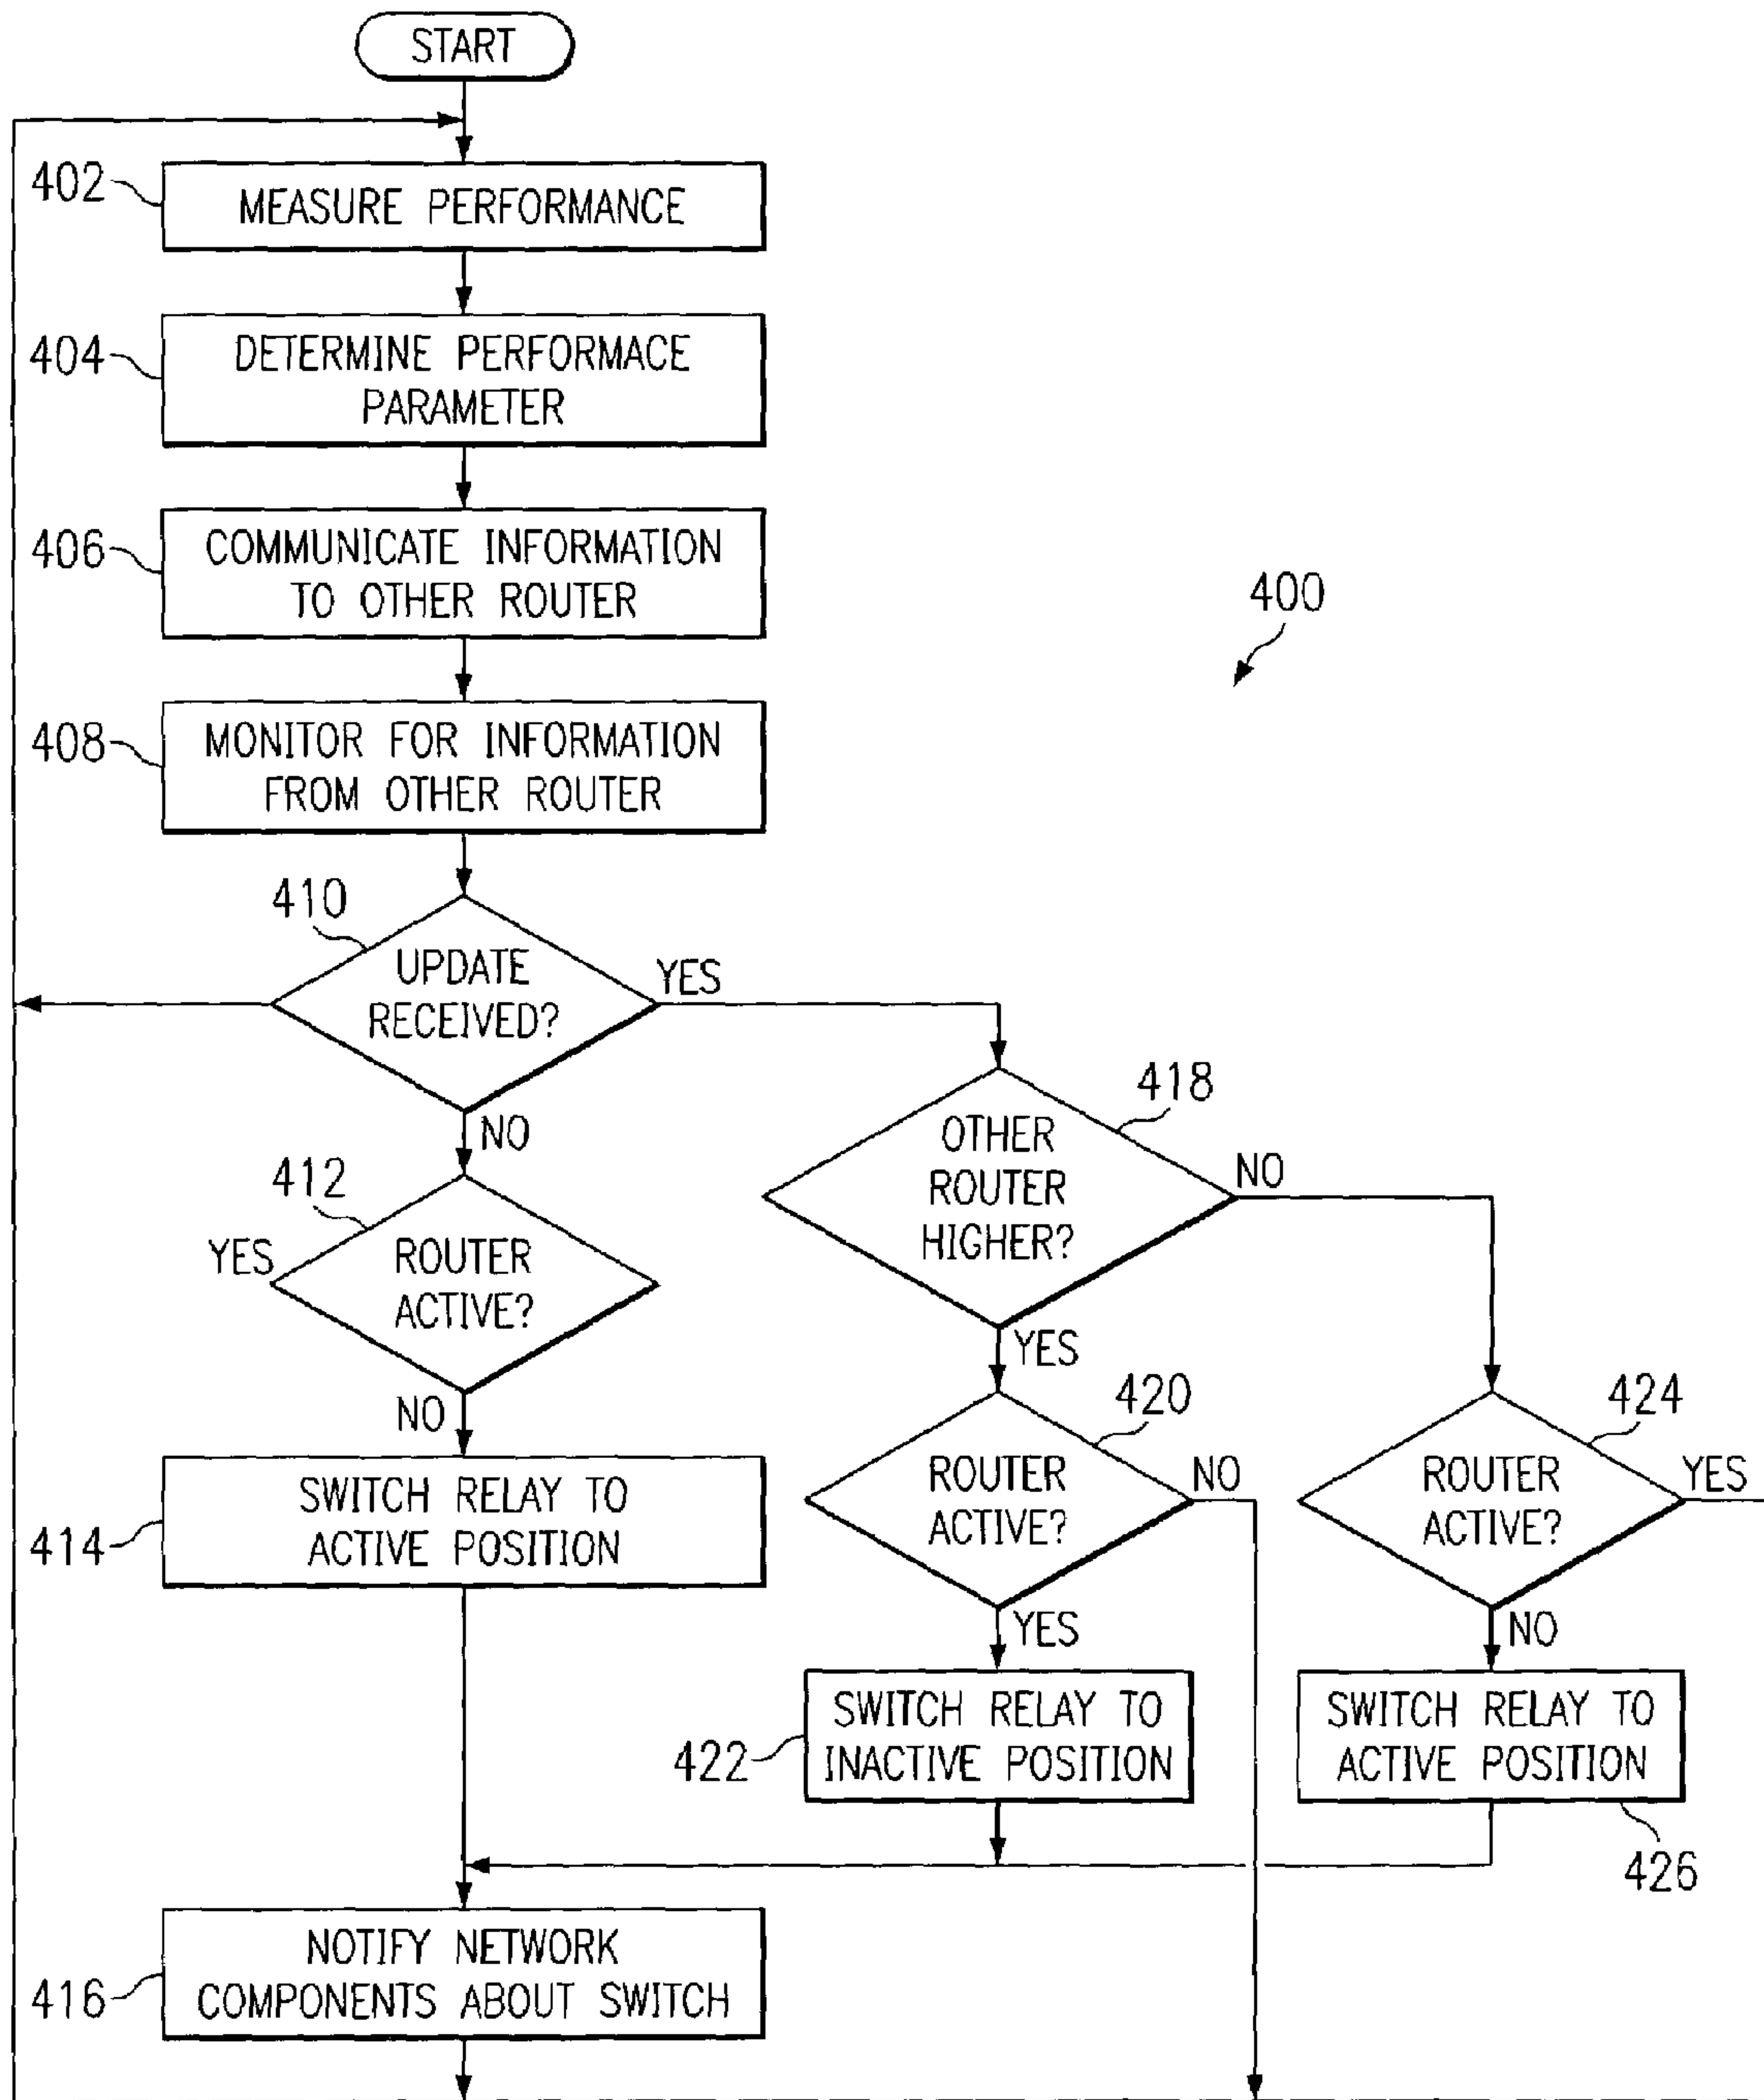 START
402
MEASURE PERFORMANCE
404
DETERMINE PERFORMACE
PARAMETER
406
COMMUNICATE INFORMATION
TO OTHER ROUTER
400
408
MONITOR FOR INFORMATION
FROM OTHER ROUTER
410
UPDATE
RECEIVED?
YES
NO
412
YES
ROUTER
ACTIVE?
NO
414
SWITCH RELAY TO
ACTIVE POSITION
418
OTHER
ROUTER
HIGHER?
NO
YES
420
ROUTER
ACTIVE?
NO
YES
422
SWITCH RELAY TO
INACTIVE POSITION
424
ROUTER
ACTIVE?
YES
NO
SWITCH RELAY TO
ACTIVE POSITION
426
416
NOTIFY NETWORK
COMPONENTS ABOUT SWITCH